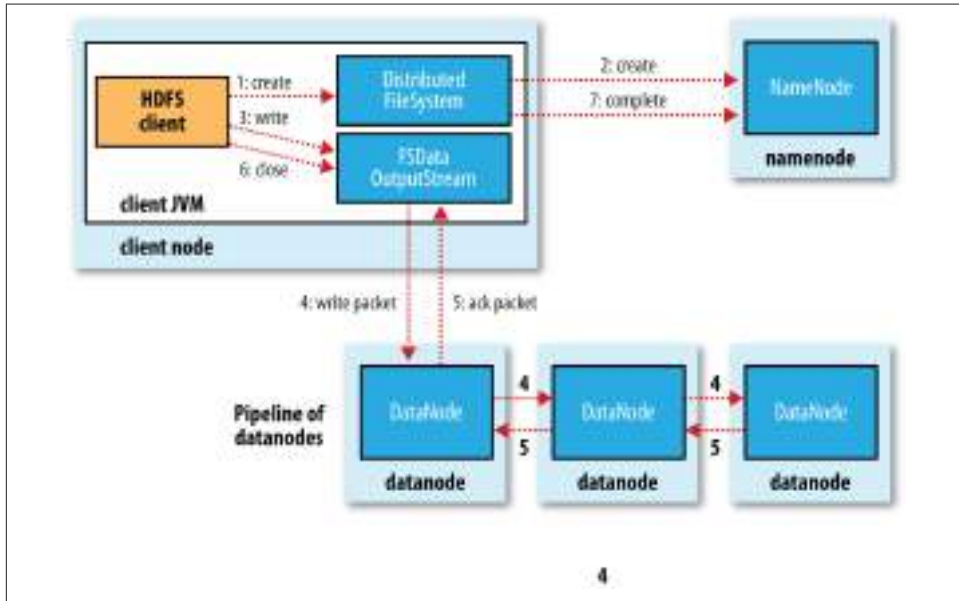 HDFS
client
1: create
3: write
6: close
Distributed
FileSystem
FSData
OutputStream
2: create
7: complete
NameNode
namenode
client JVM
client node
4: write packet
5: ack packet
Pipeline of
datanodes
DataNode
4
5
DataNode
4
5
DataNode
datanode
datanode
datanode
4